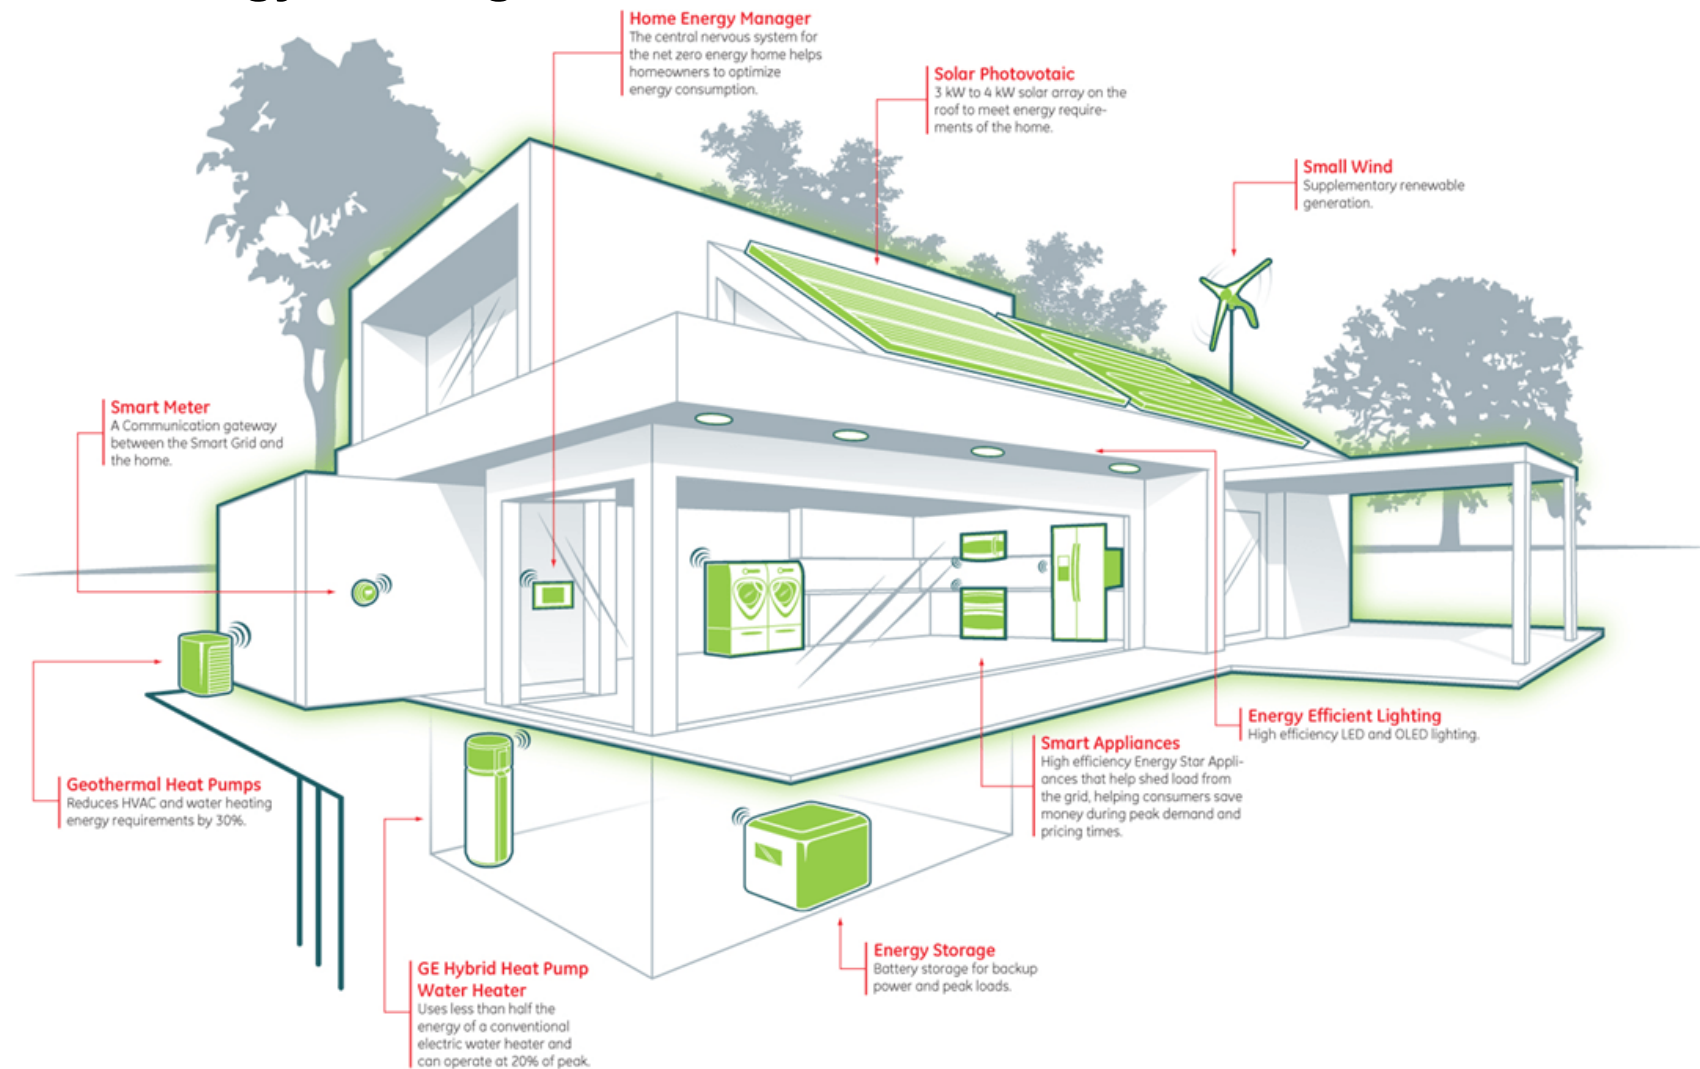 Home Energy Manager
The central nervous system for
the net zero energy home helps
homeowners to optimize
energy consumption.
Solar Photovotaic
3 kW to 4 kW solar array on the
roof to meet energy require-
ments of the home.
Small Wind
Supplementary renewable
generation.
Smart Meter
A Communication gateway
between the Smart Grid and
the home.
Geothermal Heat Pumps
Reduces HVAC and water heating
energy requirements by 30%.
Energy Efficient Lighting
High efficiency LED and OLED lighting.
Smart Appliances
High efficiency Energy Star Appli-
ances that help shed load from
the grid, helping consumers save
money during peak demand and
pricing times.
Energy Storage
Battery storage for backup
power and peak loads.
GE Hybrid Heat Pump
Water Heater
Uses less than half the
energy of a conventional
electric water heater and
can operate at 20% of peak.